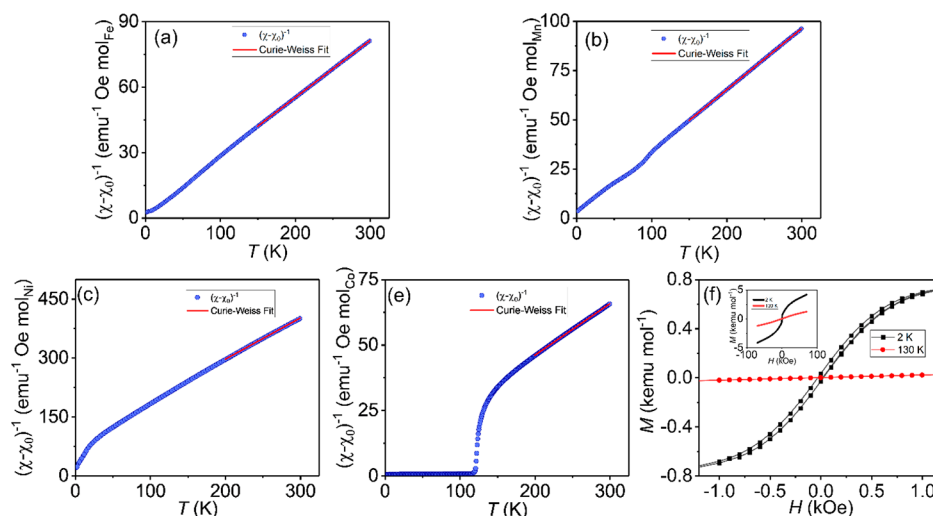 (a)
(χ-χ₀)⁻¹
Curie-Weiss Fit
(χ-χ₀)⁻¹ (emu⁻¹ Oe mol_Fe)
90
60
30
0
0 100 200 300
T (K)
(b)
(χ-χ₀)⁻¹
Curie-Weiss Fit
(χ-χ₀)⁻¹ (emu⁻¹ Oe mol_Mn)
100
75
50
25
0
0 100 200 300
T (K)
(c)
(χ-χ₀)⁻¹
Curie-Weiss Fit
(χ-χ₀)⁻¹ (emu⁻¹ Oe mol_Ni)
450
300
150
0
0 100 200 300
T (K)
(e)
(χ-χ₀)⁻¹
Curie-Weiss Fit
(χ-χ₀)⁻¹ (emu⁻¹ Oe mol_Co)
75
50
25
0
0 100 200 300
T (K)
(f)
M (kemu mol⁻¹)
0.8
0.4
0.0
-0.4
-0.8
-1.0 -0.5 0.0 0.5 1.0
H (kOe)
2 K
130 K
M (kemu mol⁻¹)
5
0
-5
-100 0 100
H (kOe)
2 K